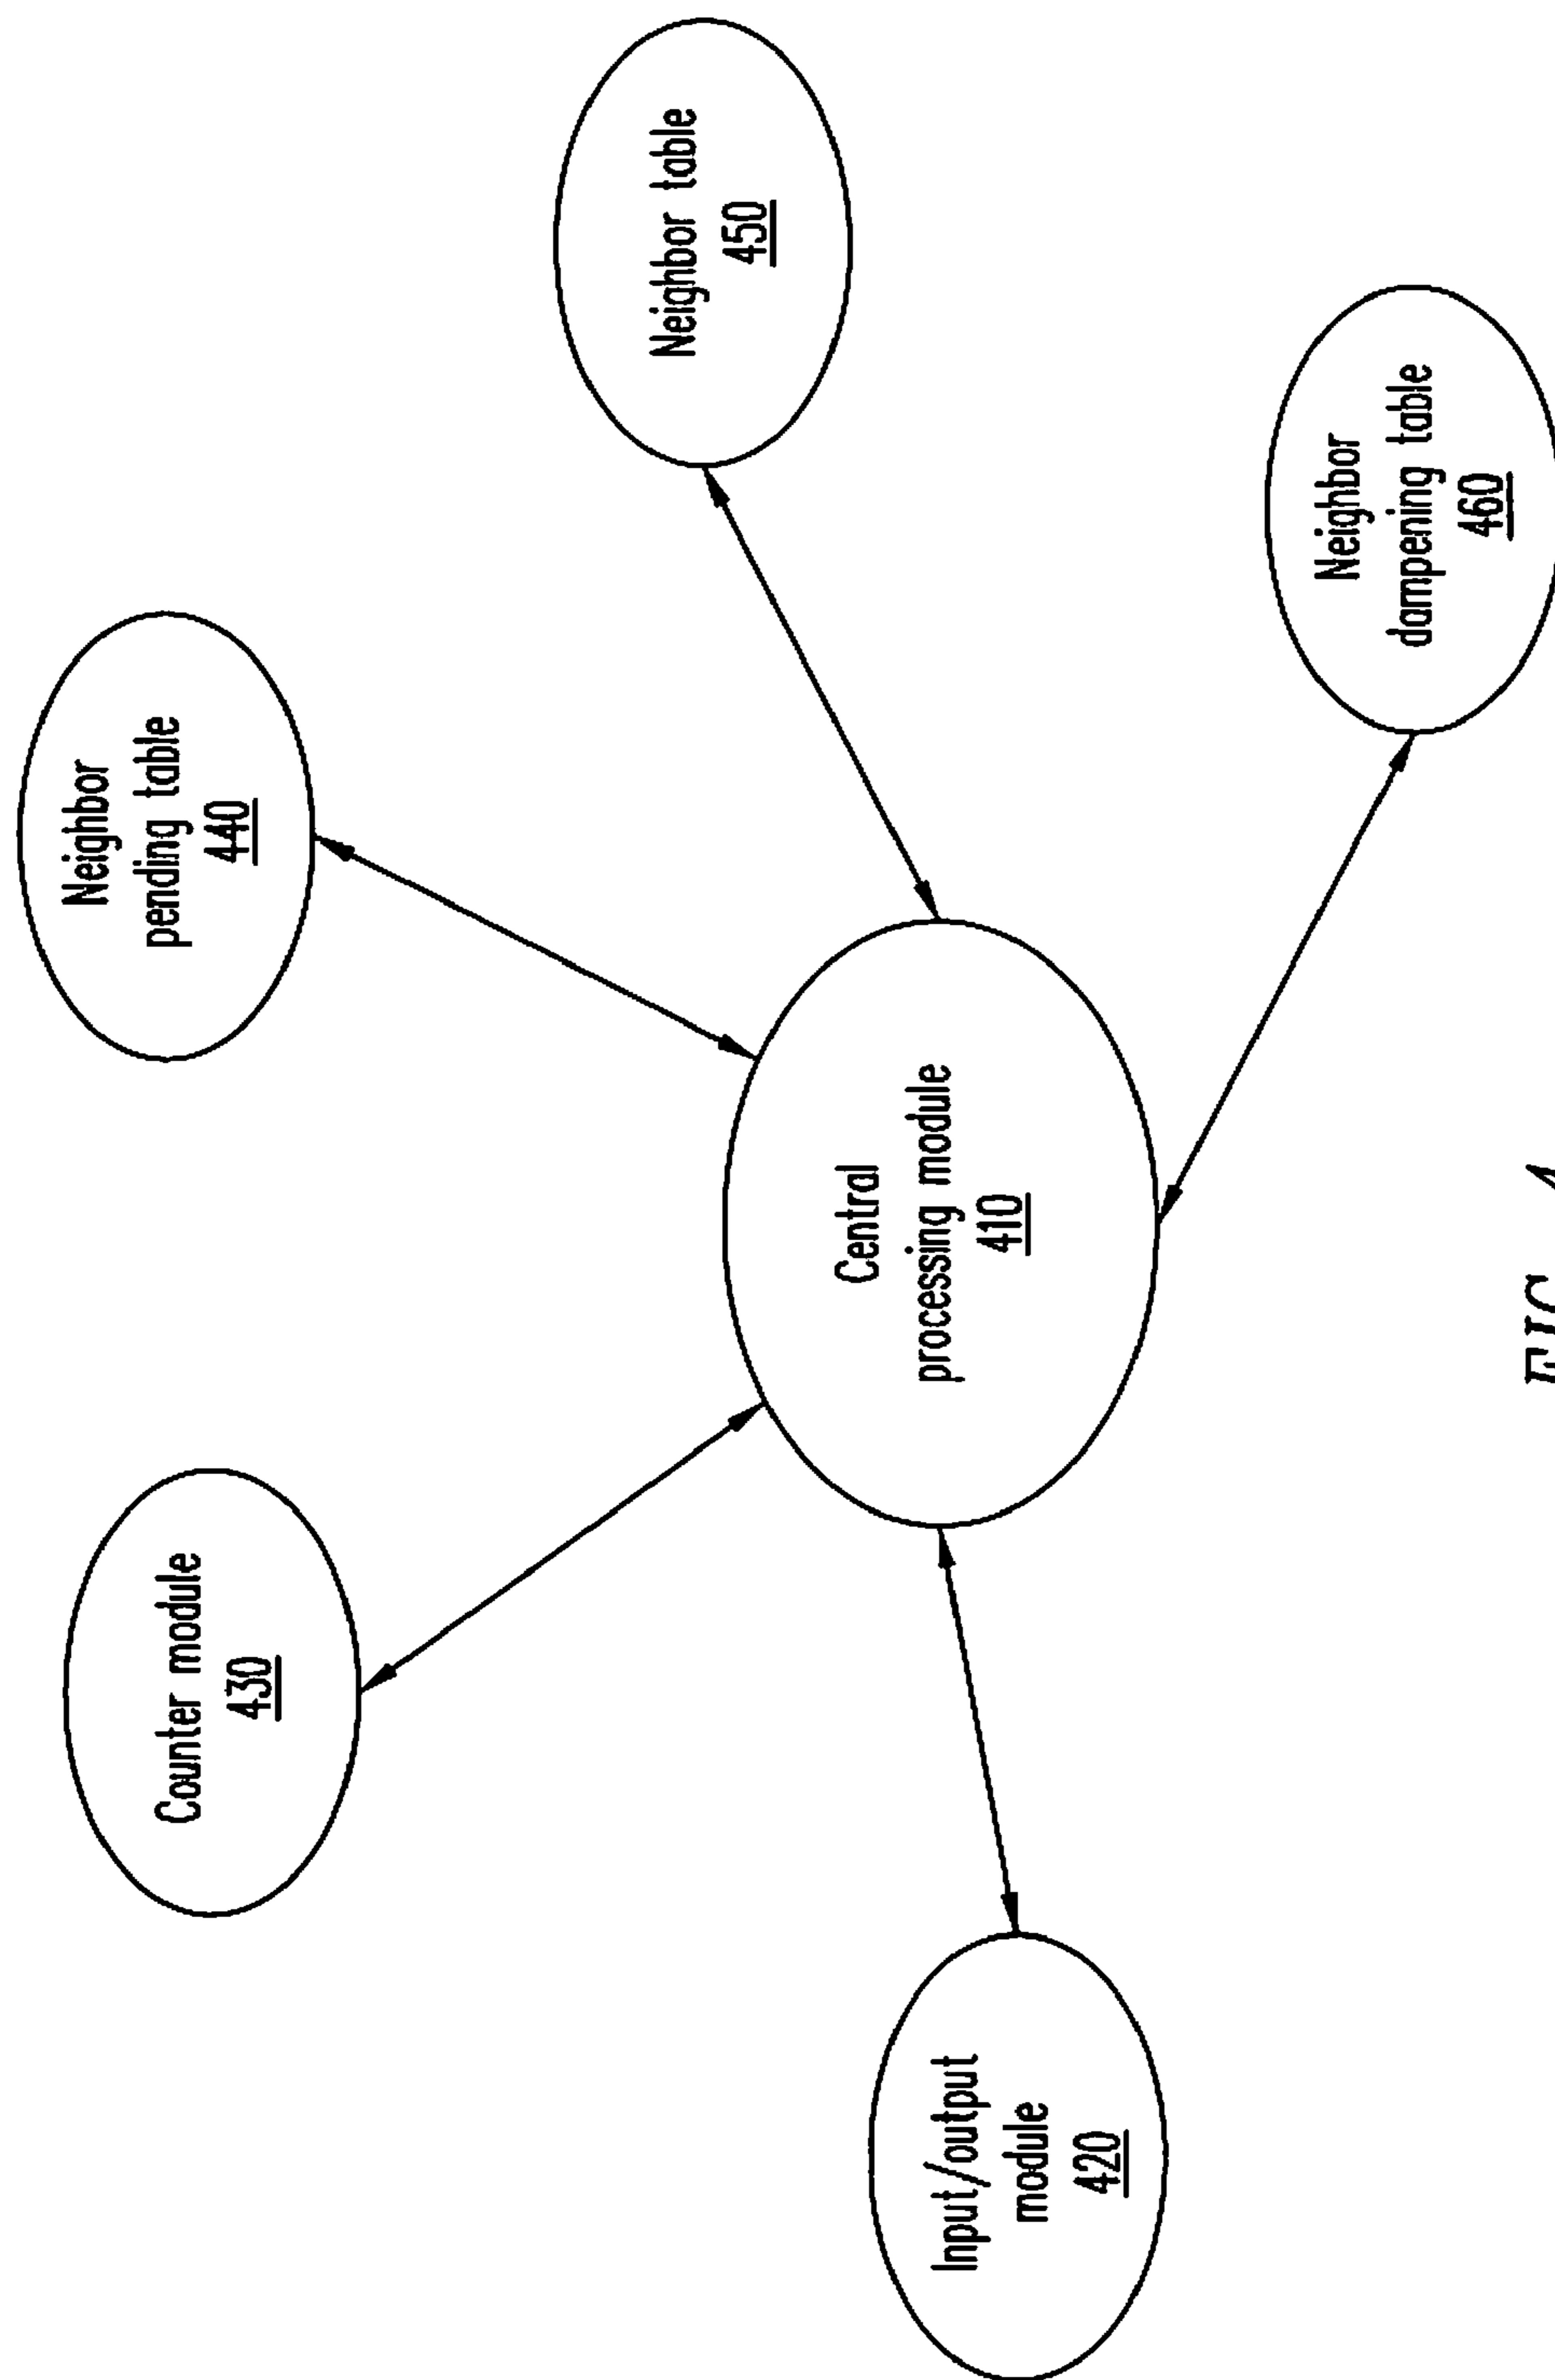 Neighbor
pending table
440
Counter module
430
Neighbor table
450
Central
processing module
410
Input/output
module
420
Neighbor
dampening table
460